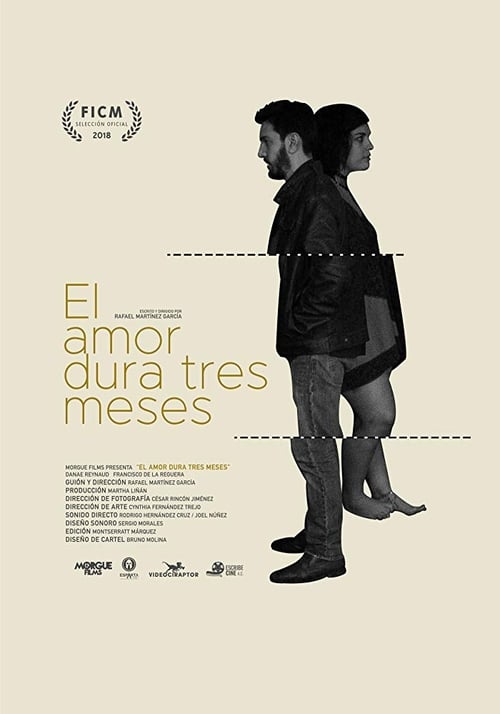 FICM
SELECCIÓN OFICIAL
2018
El
amor
dura tres
meses
ESCRITO Y DIRIGIDO POR
RAFAEL MARTÍNEZ GARCÍA
MORGUE FILMS PRESENTA "EL AMOR DURA TRES MESES"
DANAE REYNAUD FRANCISCO DE LA REGUERA
GUIÓN Y DIRECCIÓN RAFAEL MARTÍNEZ GARCÍA
PRODUCCIÓN MARTHA LIÑÁN
DIRECCIÓN DE FOTOGRAFÍA CÉSAR RINCÓN JIMÉNEZ
DIRECCIÓN DE ARTE CYNTHIA FERNÁNDEZ TREJO
SONIDO DIRECTO RODRIGO HERNÁNDEZ CRUZ / JOEL NÚÑEZ
DISEÑO SONORO SERGIO MORALES
EDICIÓN MONTSERRATT MÁRQUEZ
DISEÑO DE CARTEL BRUNO MOLINA
MORGUE
FILMS
VIDEOCIRAPTOR
ESCRIBE
CINE A.C.